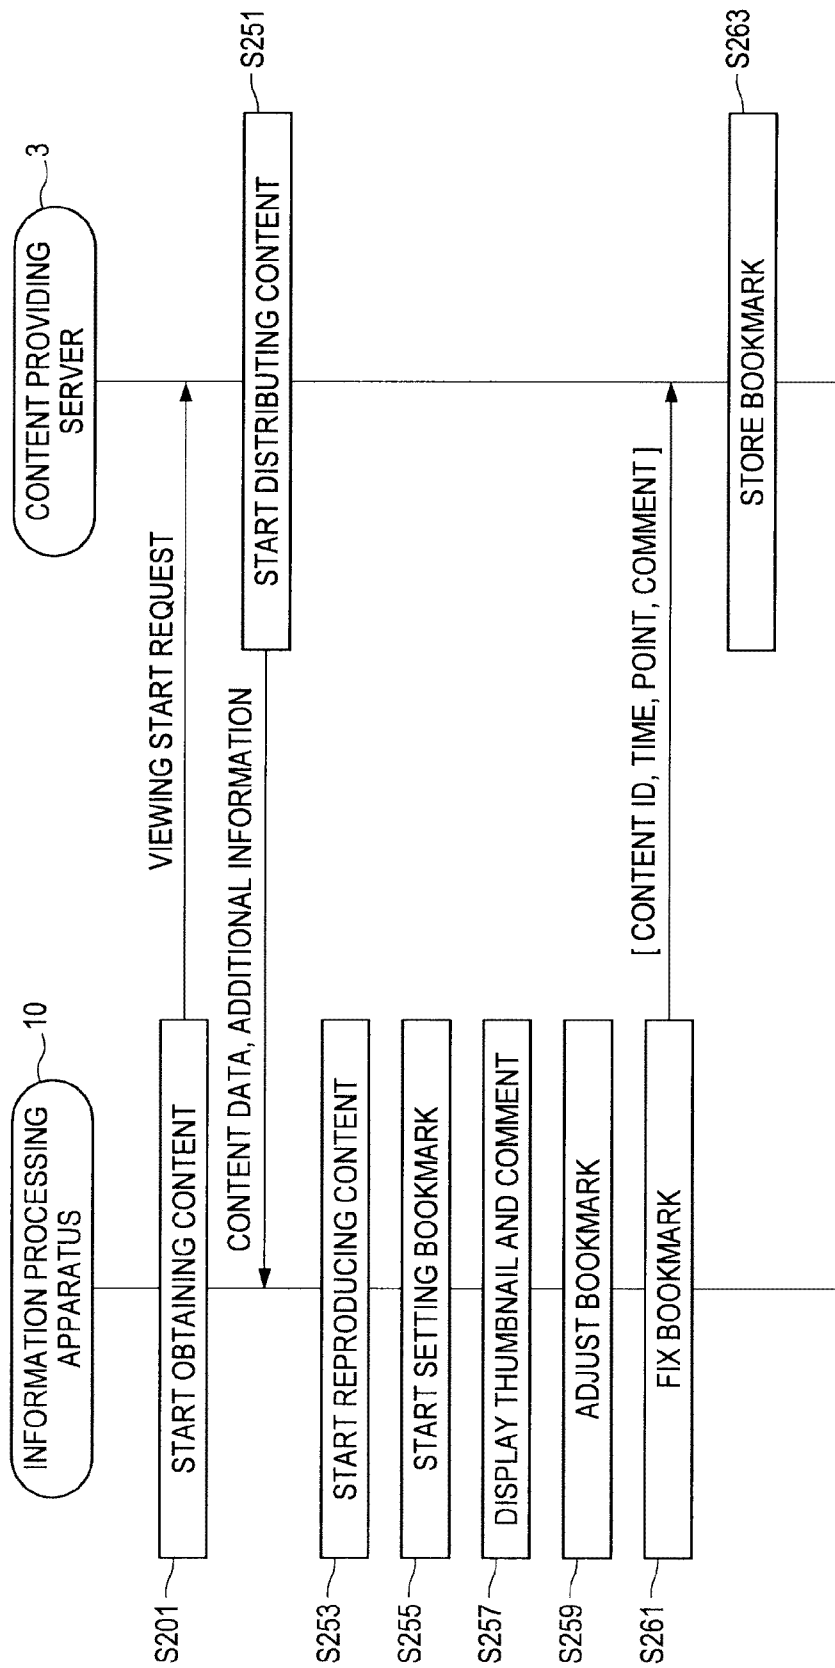 INFORMATION PROCESSING
APPARATUS
10
CONTENT PROVIDING
SERVER
3
S201
START OBTAINING CONTENT
VIEWING START REQUEST
START DISTRIBUTING CONTENT
S251
CONTENT DATA, ADDITIONAL INFORMATION
S253
START REPRODUCING CONTENT
S255
START SETTING BOOKMARK
S257
DISPLAY THUMBNAIL AND COMMENT
S259
ADJUST BOOKMARK
S261
FIX BOOKMARK
[ CONTENT ID, TIME, POINT, COMMENT ]
STORE BOOKMARK
S263